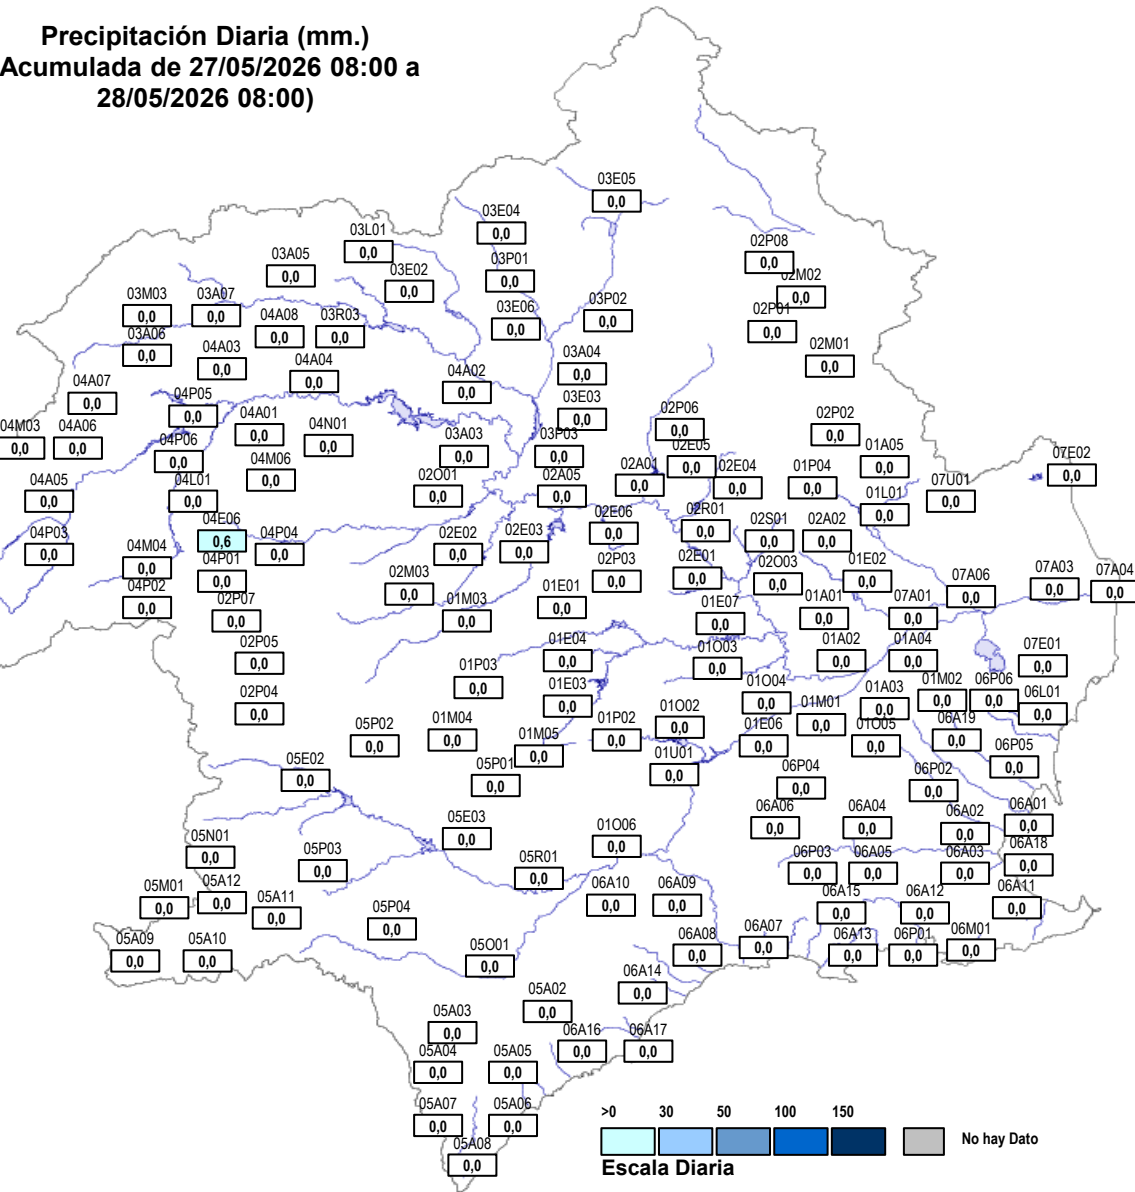 Precipitación Diaria (mm.)
Acumulada de 27/05/2026 08:00 a
28/05/2026 08:00)
03E05
0,0
03E04
0,0
03L01
0,0
02P08
0,0
03A05
0,0
03P01
0,0
03E02
0,0
02M02
0,0
03M03
0,0
03A07
0,0
03P02
0,0
04A08
0,0
03R03
0,0
03E06
0,0
02P01
0,0
03A06
0,0
04A03
0,0
02M01
0,0
03A04
0,0
04A04
0,0
04A02
0,0
04A07
0,0
04P05
0,0
03E03
0,0
02P06
0,0
04A01
0,0
02P02
0,0
04M03
0,0
04A06
0,0
04N01
0,0
03A03
0,0
03P03
0,0
04P06
0,0
02E05
0,0
01A05
0,0
07E02
0,0
04M06
0,0
02A01
0,0
02E04
0,0
01P04
0,0
02O01
0,0
02A05
0,0
04A05
0,0
04L01
0,0
07U01
0,0
01L01
0,0
02E06
0,0
02R01
0,0
04E06
0,6
02S01
0,0
02A02
0,0
04P03
0,0
04P04
0,0
02E02
0,0
02E03
0,0
04M04
0,0
04P01
0,0
02P03
0,0
02E01
0,0
02O03
0,0
01E02
0,0
07A03
0,0
07A04
0,0
02M03
0,0
07A06
0,0
04P02
0,0
01E01
0,0
02P07
0,0
01M03
0,0
01E07
0,0
01A01
0,0
07A01
0,0
02P05
0,0
01E04
0,0
01O03
0,0
01A02
0,0
01A04
0,0
07E01
0,0
01P03
0,0
01E03
0,0
01O04
0,0
01A03
0,0
01M02
0,0
06P06
0,0
06L01
0,0
02P04
0,0
01M01
0,0
01O02
0,0
05P02
0,0
01M04
0,0
01P02
0,0
01E06
0,0
01O05
0,0
06A19
0,0
01M05
0,0
06P05
0,0
05E02
0,0
05P01
0,0
01U01
0,0
06P04
0,0
06P02
0,0
06A06
0,0
06A04
0,0
06A02
0,0
06A01
0,0
05E03
0,0
01O06
0,0
05N01
0,0
05P03
0,0
05R01
0,0
06P03
0,0
06A05
0,0
06A03
0,0
06A18
0,0
05M01
0,0
05A12
0,0
05A11
0,0
06A10
0,0
06A09
0,0
06A15
0,0
06A12
0,0
06A11
0,0
05P04
0,0
05A09
0,0
05A10
0,0
05O01
0,0
06A08
0,0
06A07
0,0
06A13
0,0
06P01
0,0
06M01
0,0
06A14
0,0
05A02
0,0
05A03
0,0
06A16
0,0
06A17
0,0
05A04
0,0
05A05
0,0
05A07
0,0
05A06
0,0
05A08
0,0
>0 30 50 100 150
No hay Dato
Escala Diaria